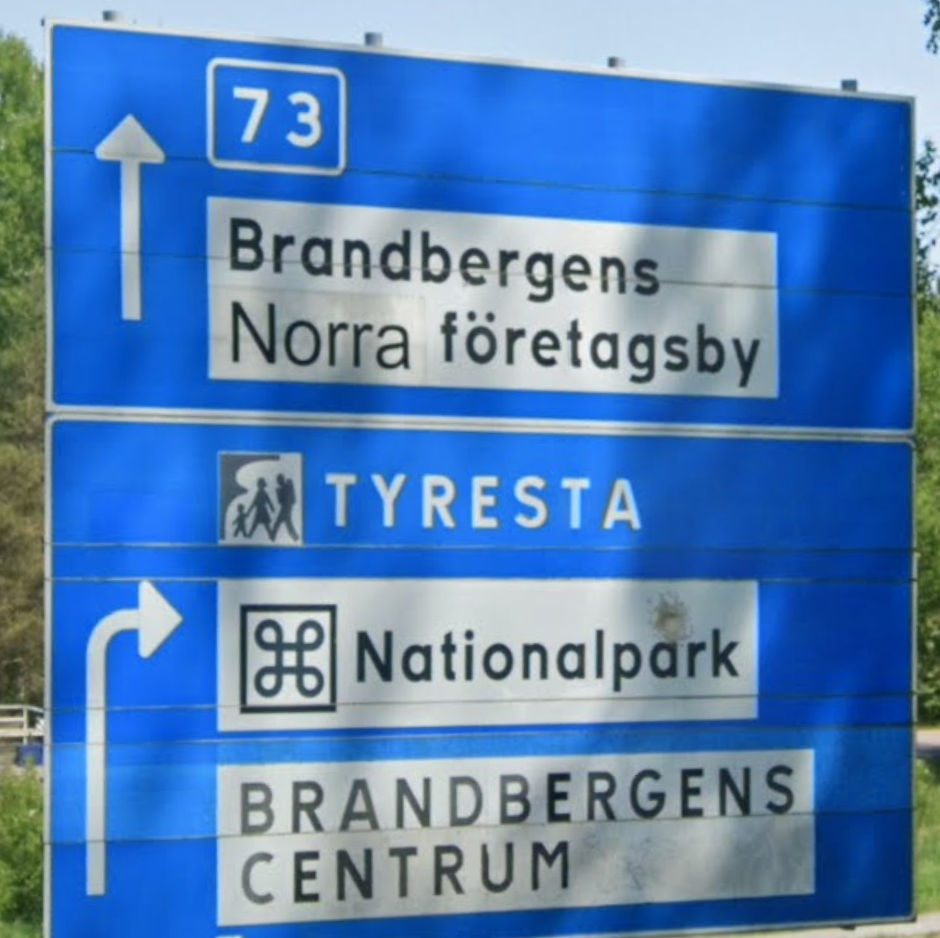 73
Brandbergens
Norra företagsby
TYRESTA
Nationalpark
BRANDBERGENS
CENTRUM